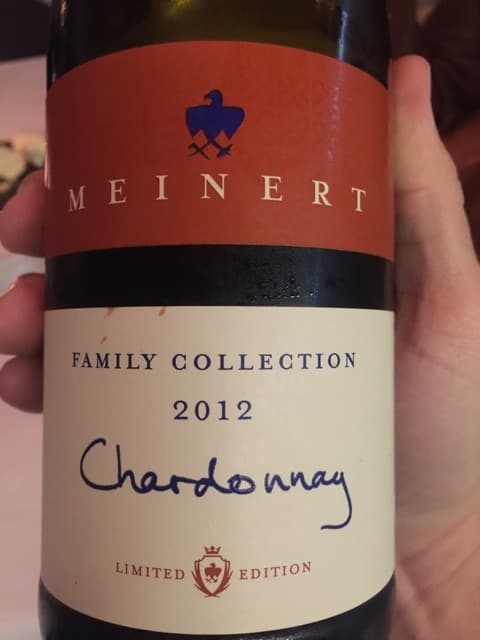 MEINERT
FAMILY COLLECTION
2012
Chardonnay
LIMITED EDITION